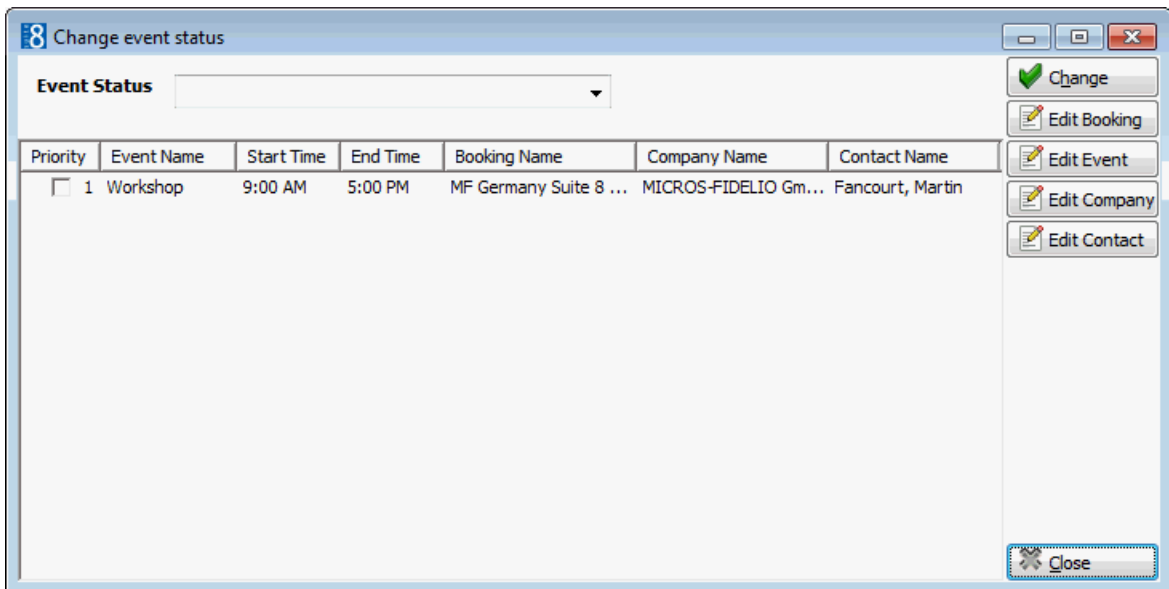 8 Change event status
Event Status
Change
Edit Booking
Priority Event Name Start Time End Time Booking Name Company Name Contact Name
Edit Event
1 Workshop 9:00 AM 5:00 PM MF Germany Suite 8 ... MICROS-FIDELIO Gm... Fancourt, Martin
Edit Company
Edit Contact
Close